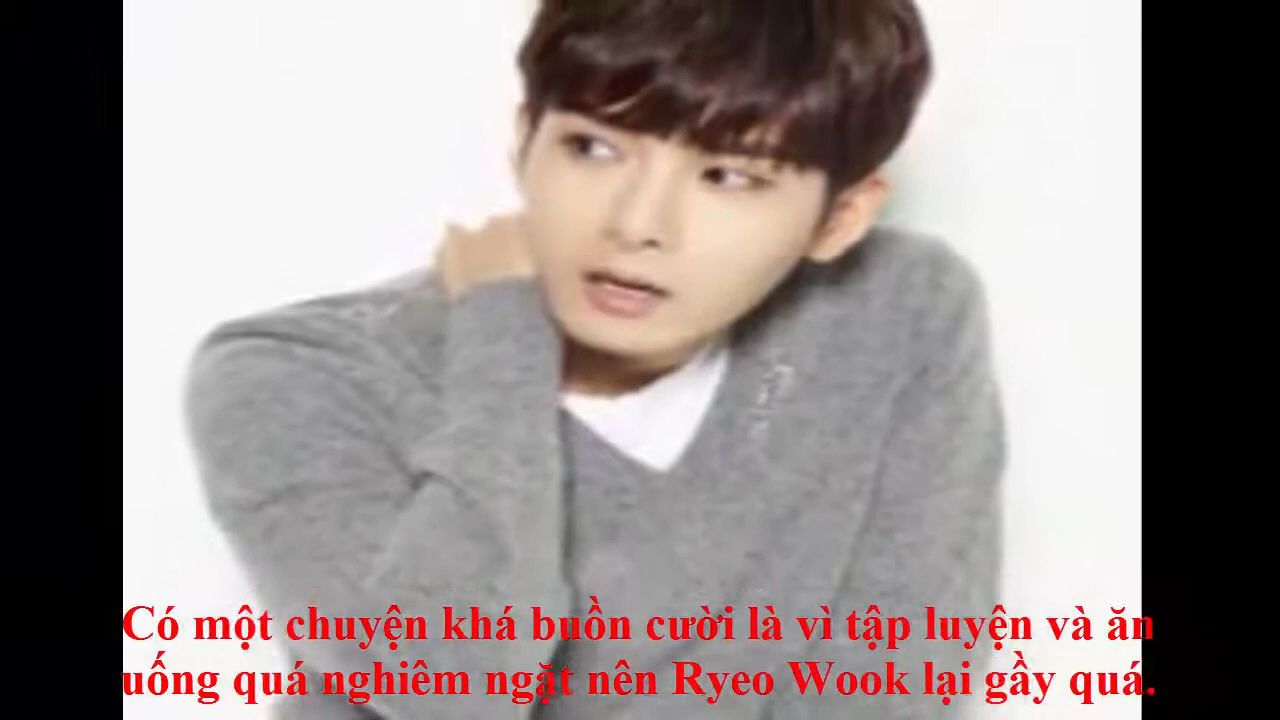 Có một chuyện khá buồn cười là vì tập luyện và ăn
uống quá nghiêm ngặt nên Ryeo Wook lại gầy quá.